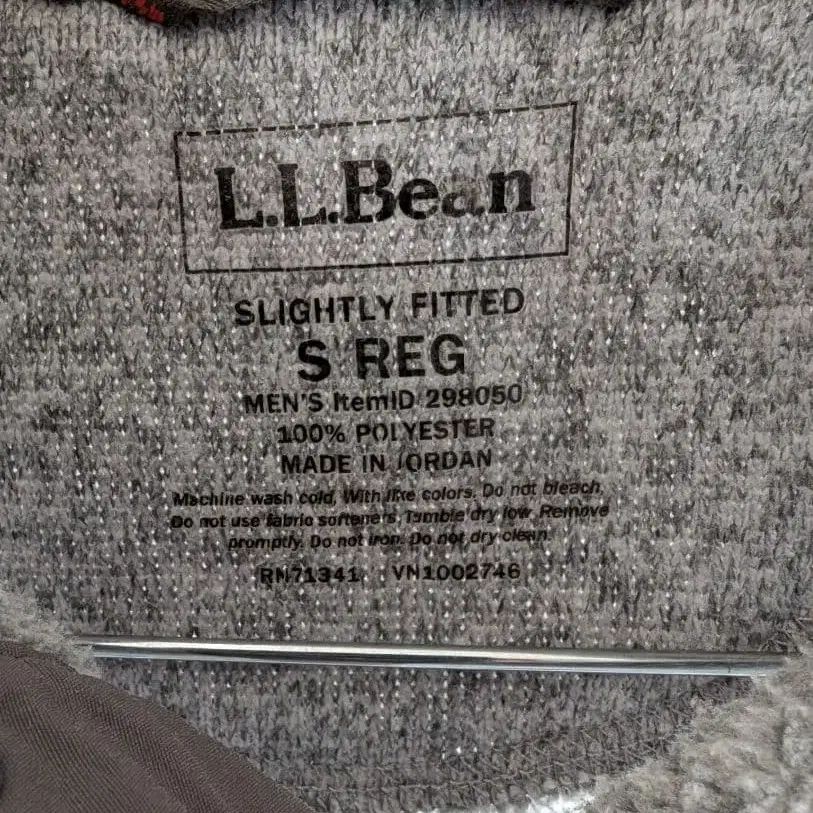 L.L.Bean
SLIGHTLY FITTED
S REG
MEN'S ItemID 298050
100% POLYESTER
MADE IN JORDAN
Machine wash cold, With like colors. Do not bleach.
Do not use fabric softeners. Tumble dry low. Remove
promptly. Do not iron. Do not dry clean.
RN71341 VN1002746